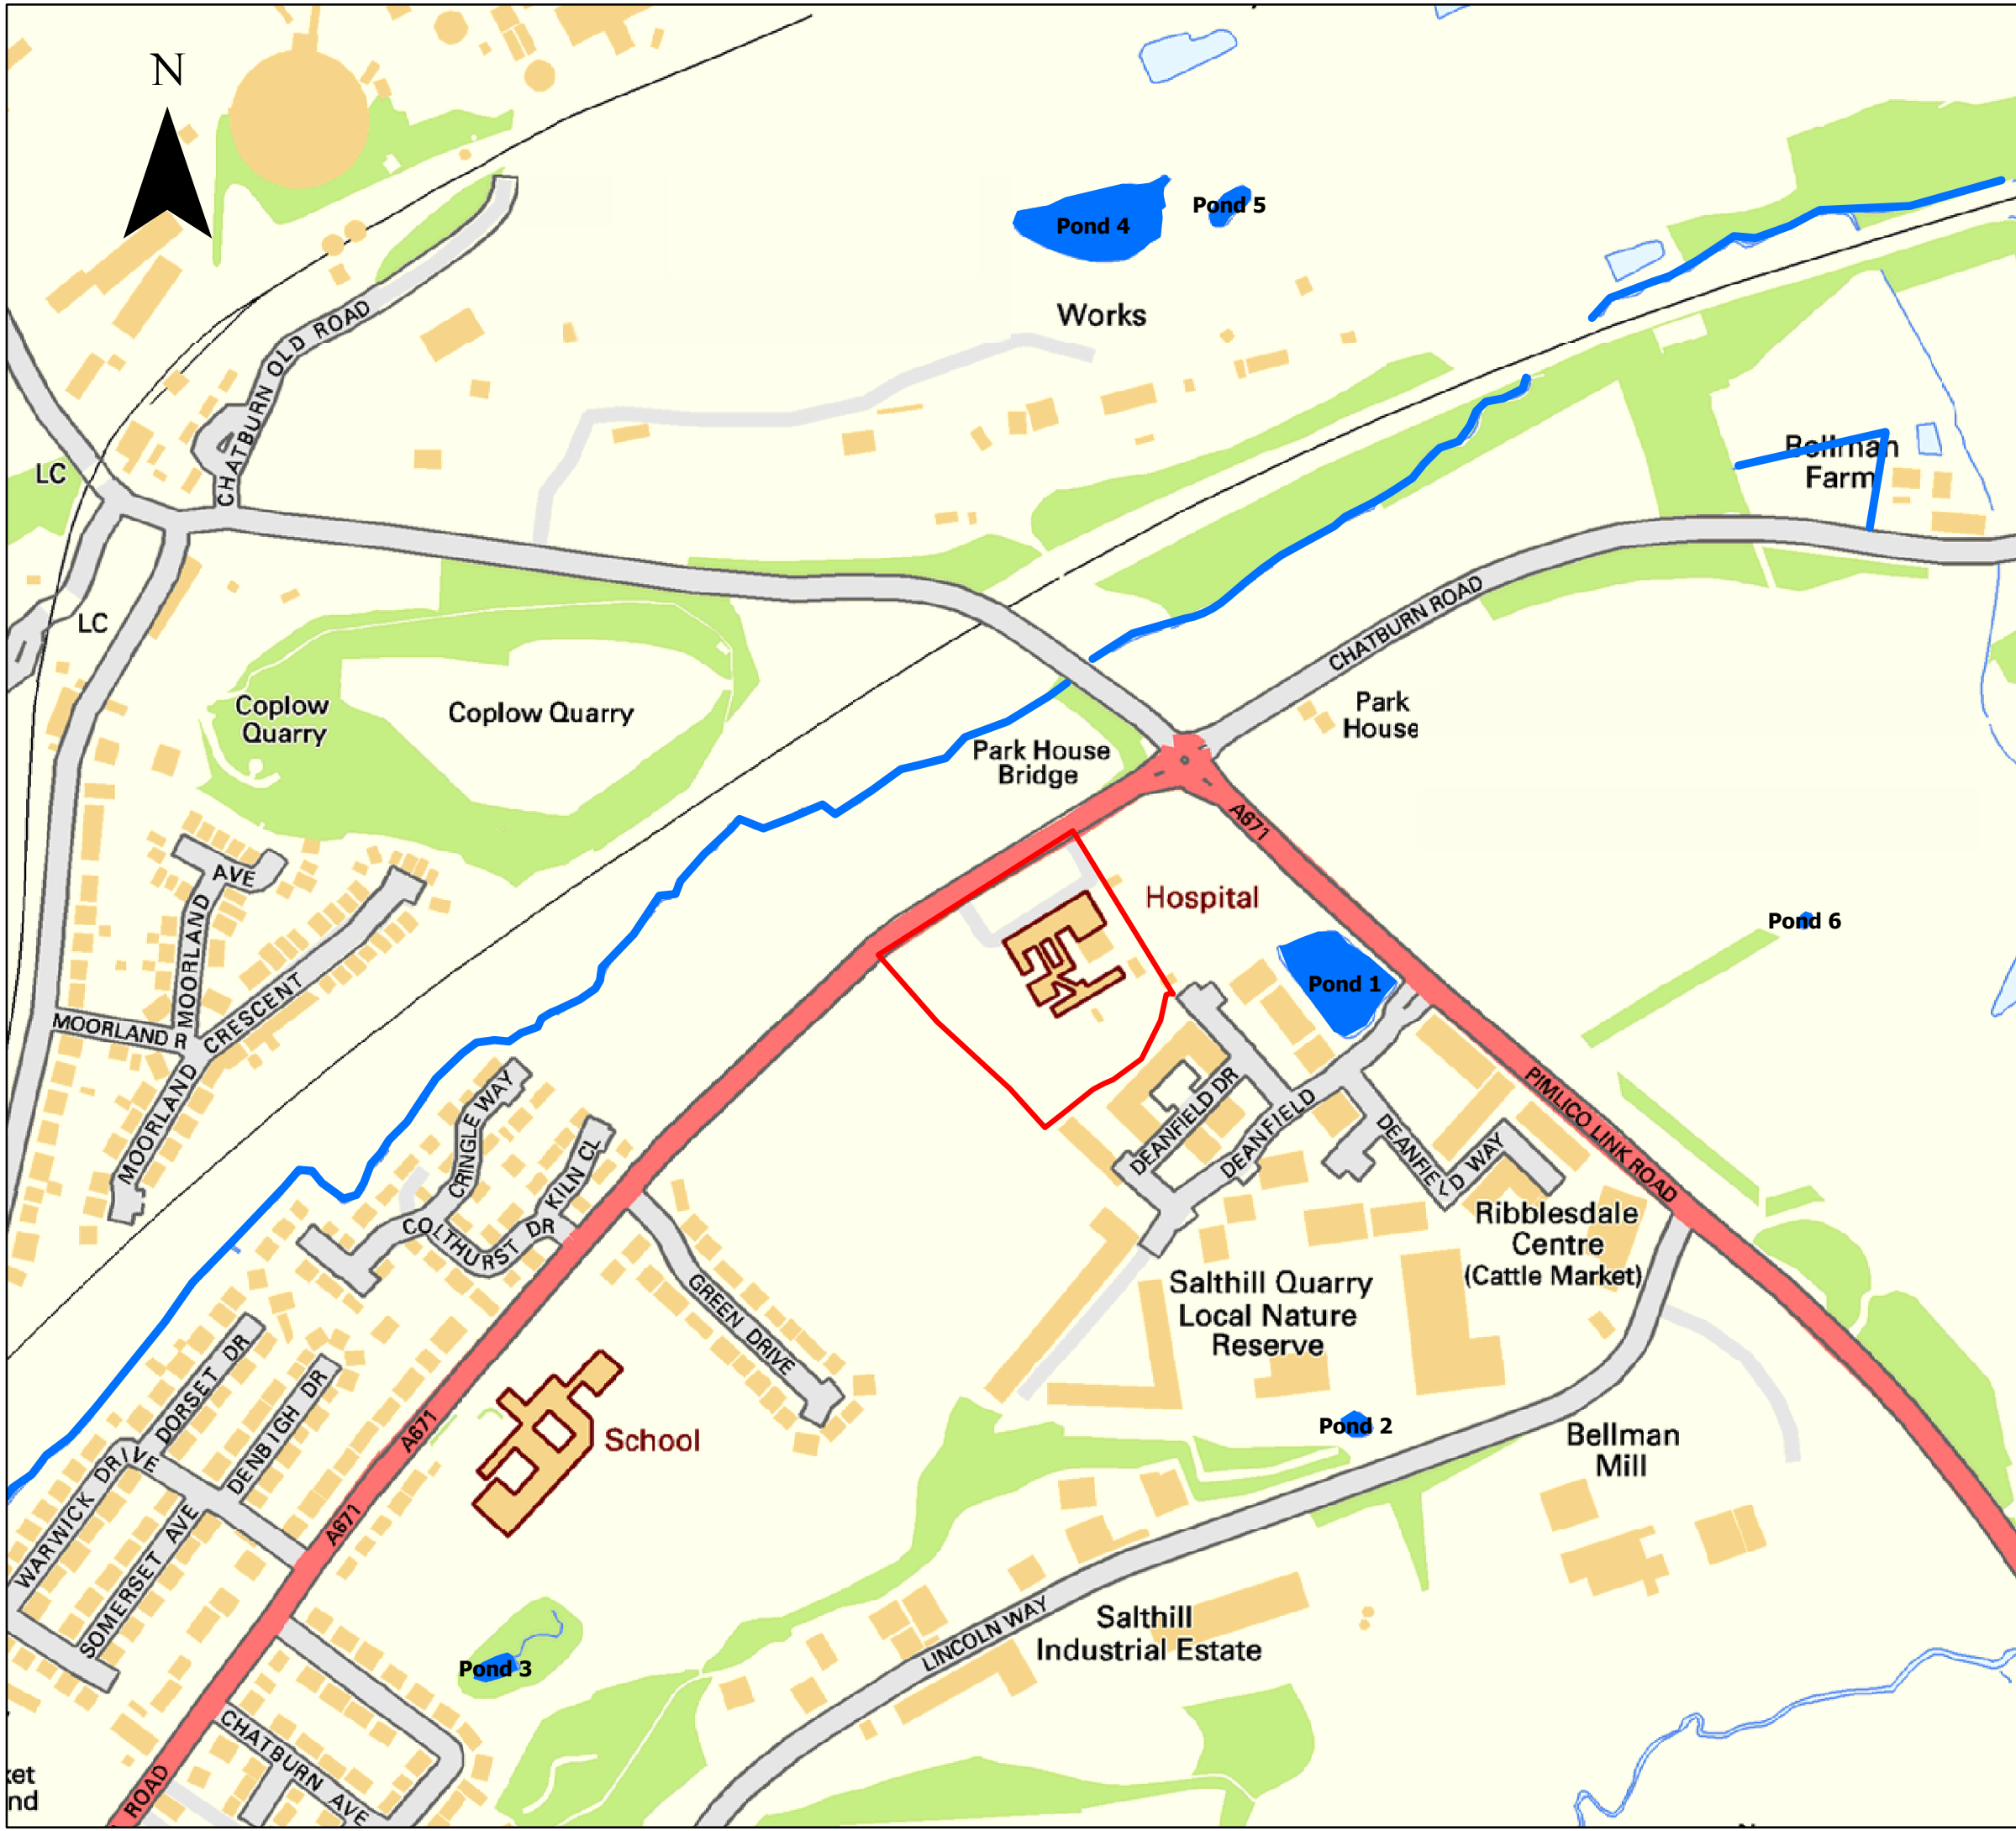 N
Pond 4
Pond 5
Works
CHATBURN OLD ROAD
LC
Bellman
Farm
LC
CHATBURN ROAD
Coplow
Quarry
Coplow Quarry
Park
House
Park House
Bridge
A671
MOORLAND
AVE
Hospital
Pond 6
Pond 1
MOORLAND R
MOORLAND
CRESCENT
CRINGLE WAY
KILN CL
COLTHURST DR
DEANFIELD DR
DEANFIELD
DEANFIELD WAY
PIMLICO LINK ROAD
Ribblesdale
Centre
(Cattle Market)
GREEN DRIVE
Salthill Quarry
Local Nature
Reserve
DORSET DR
DENBIGH DR
A671
School
Pond 2
Bellman
Mill
WARWICK DRIVE
SOMERSET AVE
A671
LINCOLN WAY
Salthill
Industrial Estate
Pond 3
CHATBURN AVE
ROAD
ket
nd